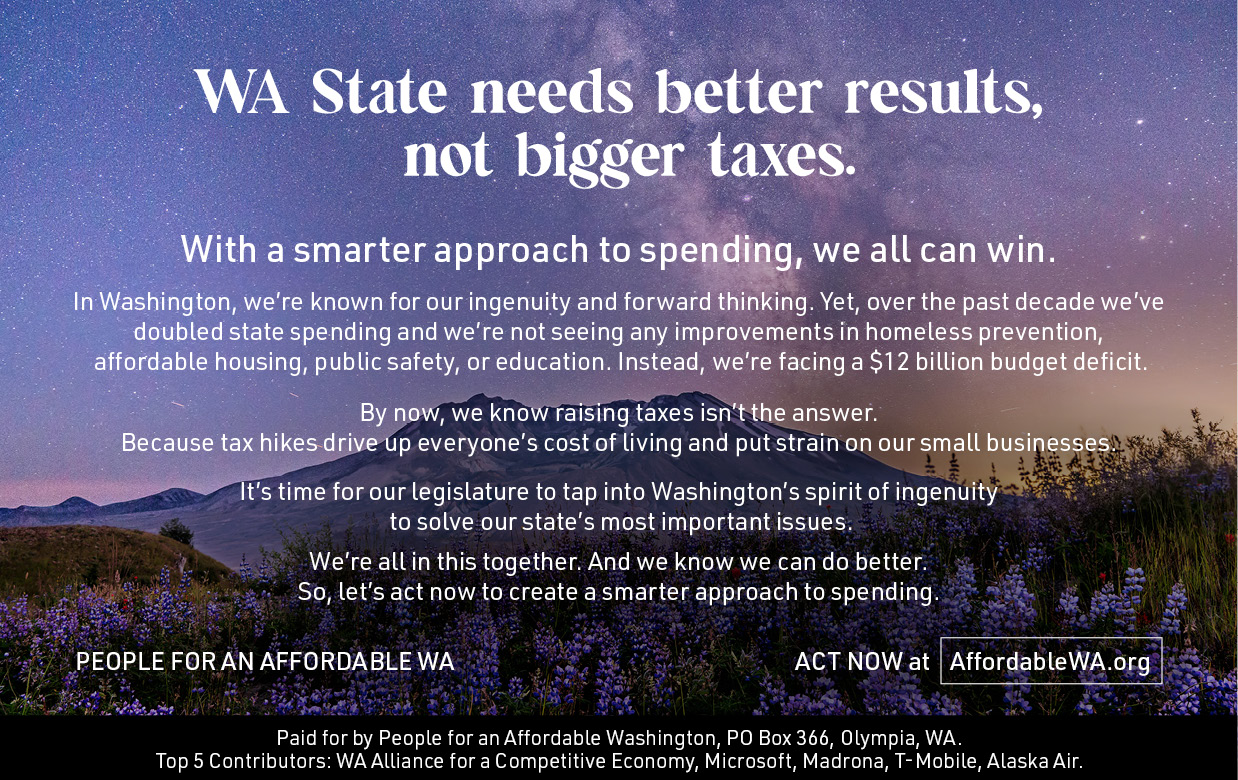 WA State needs better results,
not bigger taxes.
With a smarter approach to spending, we all can win.
In Washington, we’re known for our ingenuity and forward thinking. Yet, over the past decade we’ve
doubled state spending and we’re not seeing any improvements in homeless prevention,
affordable housing, public safety, or education. Instead, we’re facing a $12 billion budget deficit.
By now, we know raising taxes isn’t the answer.
Because tax hikes drive up everyone’s cost of living and put strain on our small businesses.
It’s time for our legislature to tap into Washington’s spirit of ingenuity
to solve our state’s most important issues.
We’re all in this together. And we know we can do better.
So, let’s act now to create a smarter approach to spending.
PEOPLE FOR AN AFFORDABLE WA
ACT NOW at AffordableWA.org
Paid for by People for an Affordable Washington, PO Box 366, Olympia, WA.
Top 5 Contributors: WA Alliance for a Competitive Economy, Microsoft, Madrona, T-Mobile, Alaska Air.